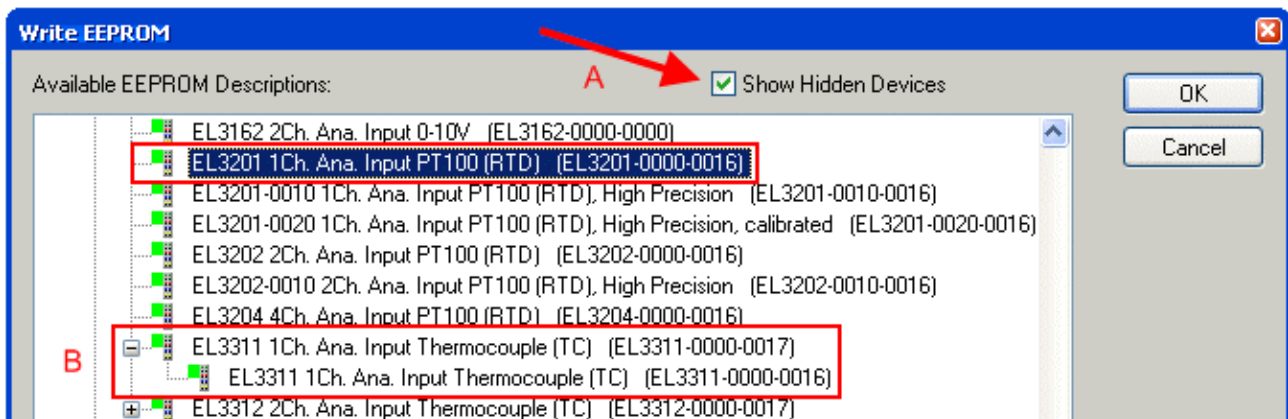 Write EEPROM
A
Available EEPROM Descriptions:
Show Hidden Devices
OK
EL3162 2Ch. Ana. Input 0-10V (EL3162-0000-0000)
Cancel
EL3201 1Ch. Ana. Input PT100 (RTD) (EL3201-0000-0016)
EL3201-0010 1Ch. Ana. Input PT100 (RTD), High Precision (EL3201-0010-0016)
EL3201-0020 1Ch. Ana. Input PT100 (RTD), High Precision, calibrated (EL3201-0020-0016)
EL3202 2Ch. Ana. Input PT100 (RTD) (EL3202-0000-0016)
EL3202-0010 2Ch. Ana. Input PT100 (RTD), High Precision (EL3202-0010-0016)
EL3204 4Ch. Ana. Input PT100 (RTD) (EL3204-0000-0016)
B
EL3311 1Ch. Ana. Input Thermocouple (TC) (EL3311-0000-0017)
EL3311 1Ch. Ana. Input Thermocouple (TC) (EL3311-0000-0016)
EL3312 2Ch. Ana. Input Thermocouple (TC) (EL3312-0000-0017)